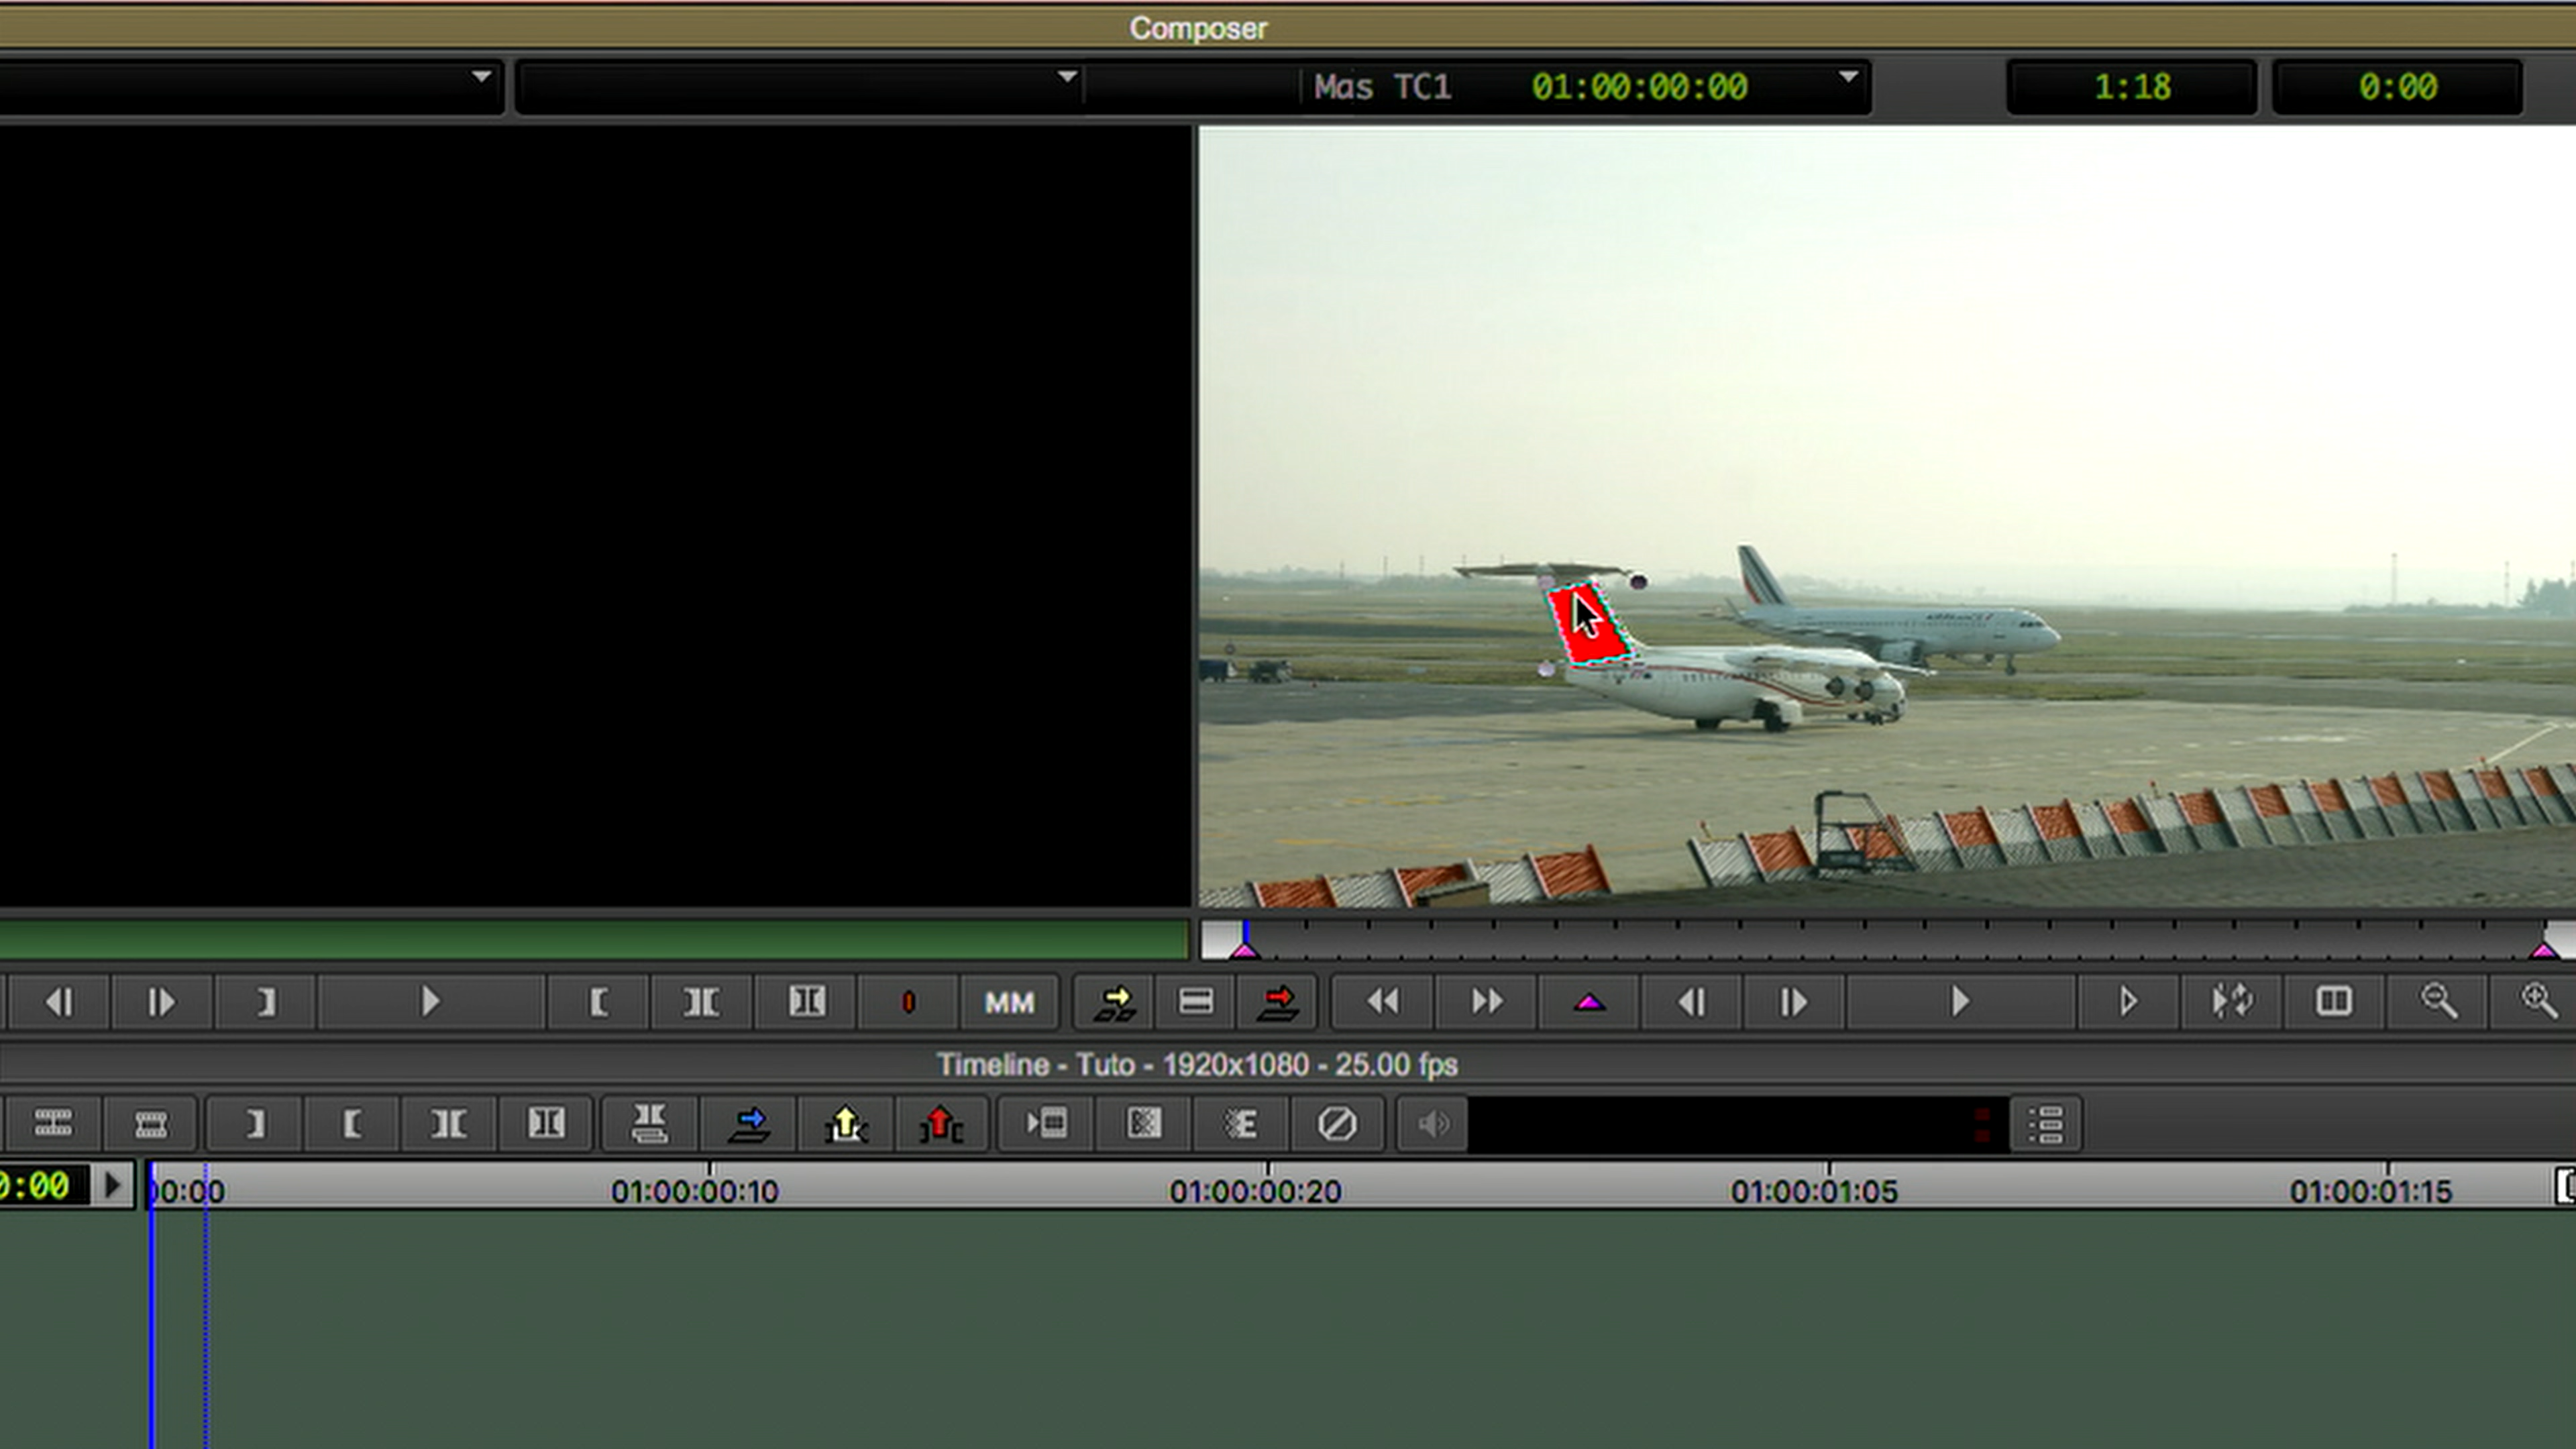 Composer
Mas TC1 01:00:00:00 1:18 0:00
MM
Timeline - Tuto - 1920x1080 - 25.00 fps
0:00 00:00 01:00:00:10 01:00:00:20 01:00:01:05 01:00:01:15